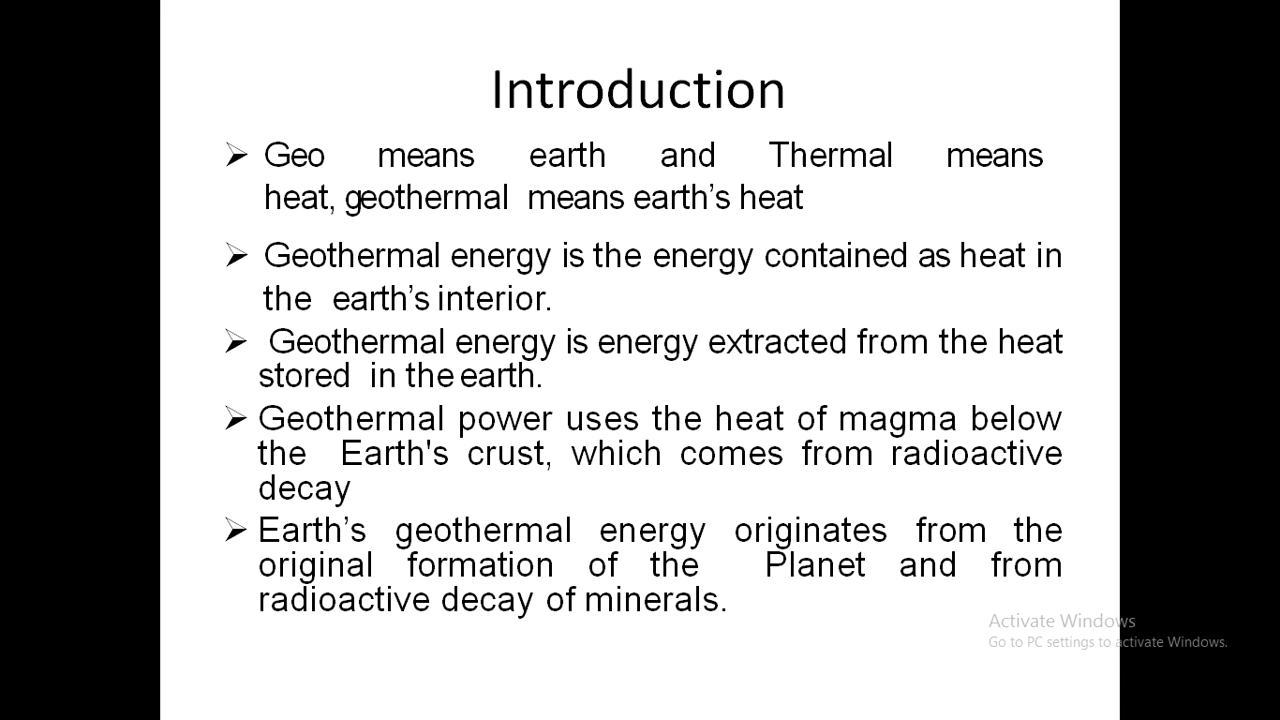 Introduction
➢ Geo means earth and Thermal means
heat, geothermal means earth’s heat
➢ Geothermal energy is the energy contained as heat in
the earth’s interior.
➢ Geothermal energy is energy extracted from the heat
stored in the earth.
➢ Geothermal power uses the heat of magma below
the Earth's crust, which comes from radioactive
decay
➢ Earth’s geothermal energy originates from the
original formation of the Planet and from
radioactive decay of minerals.
Activate Windows
Go to PC settings to activate Windows.